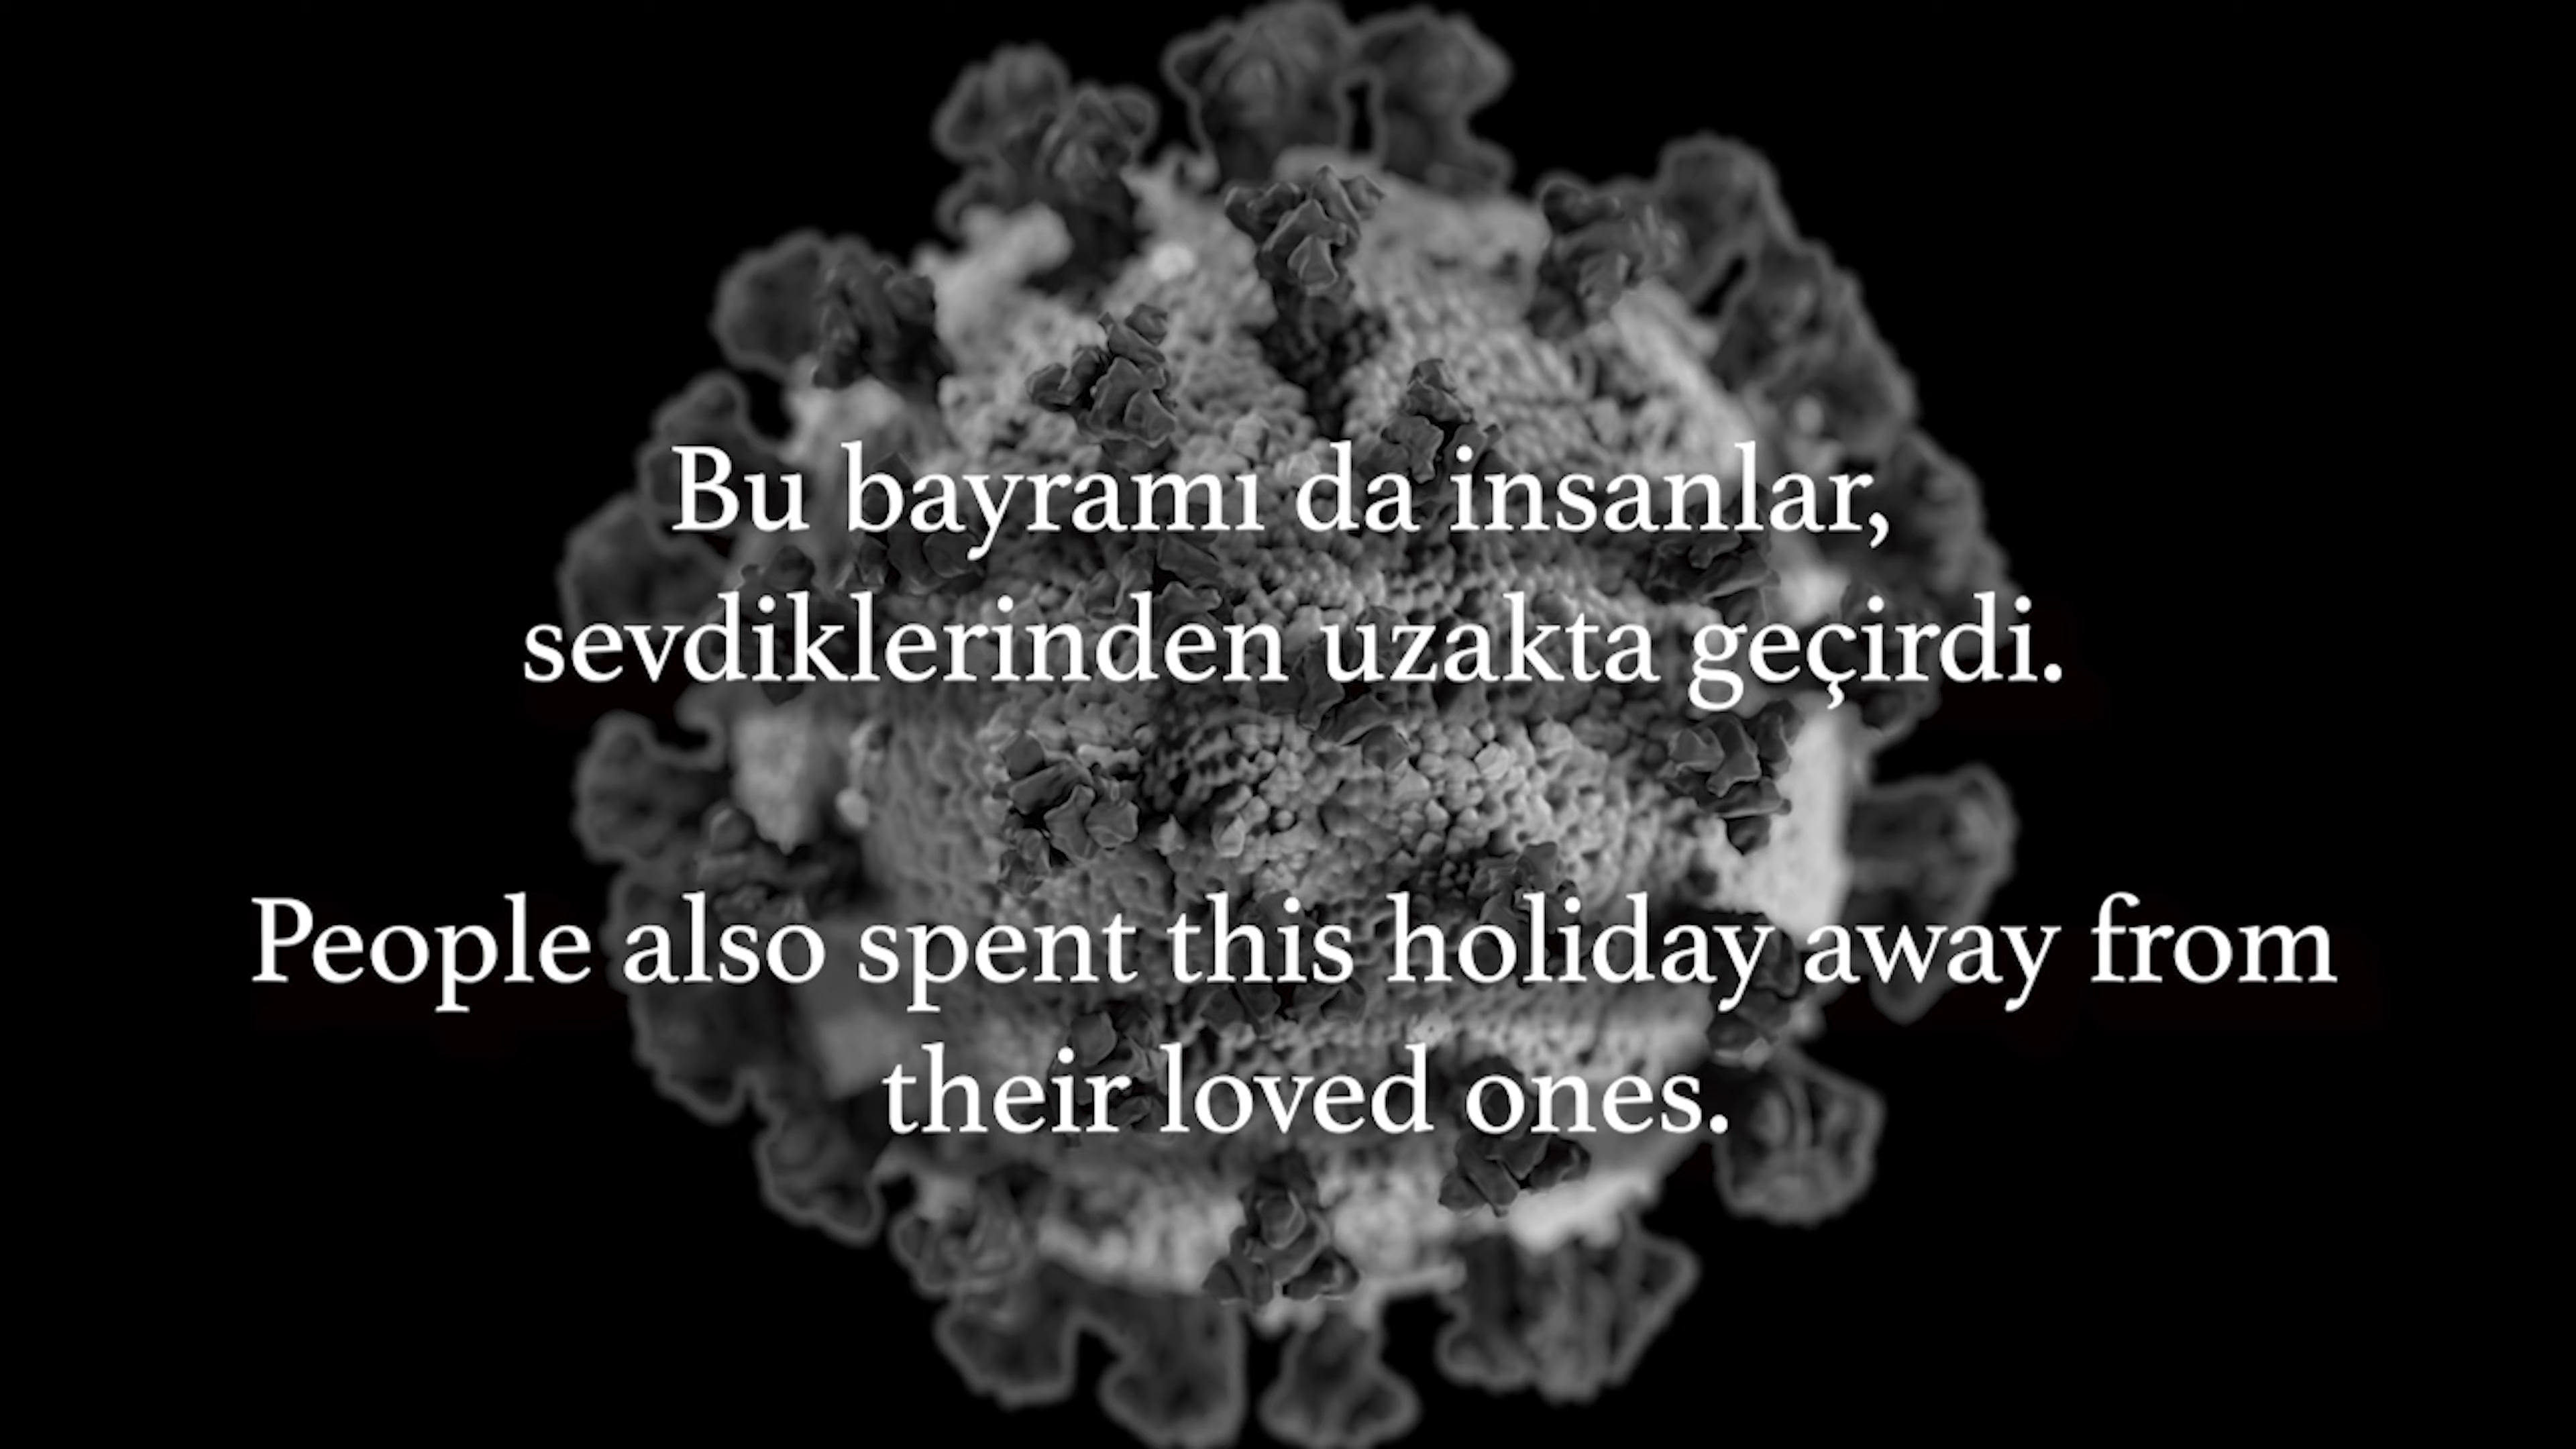 Bu bayramı da insanlar,
sevdiklerinden uzakta geçirdi.
People also spent this holiday away from
their loved ones.